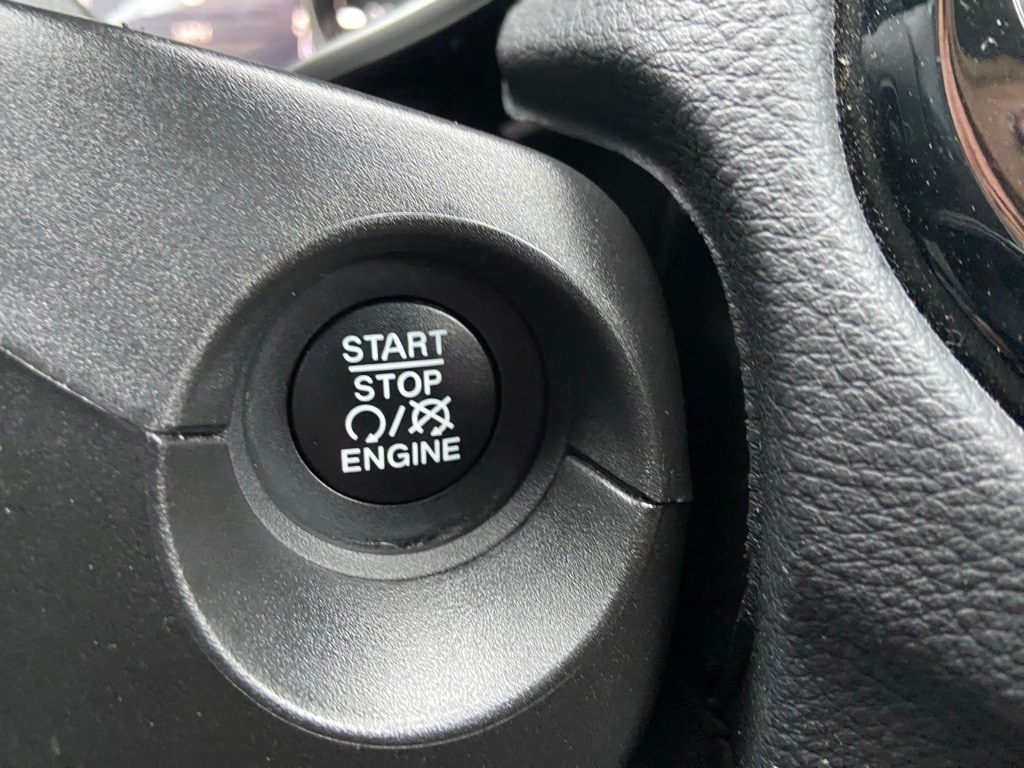 START
STOP
/
ENGINE